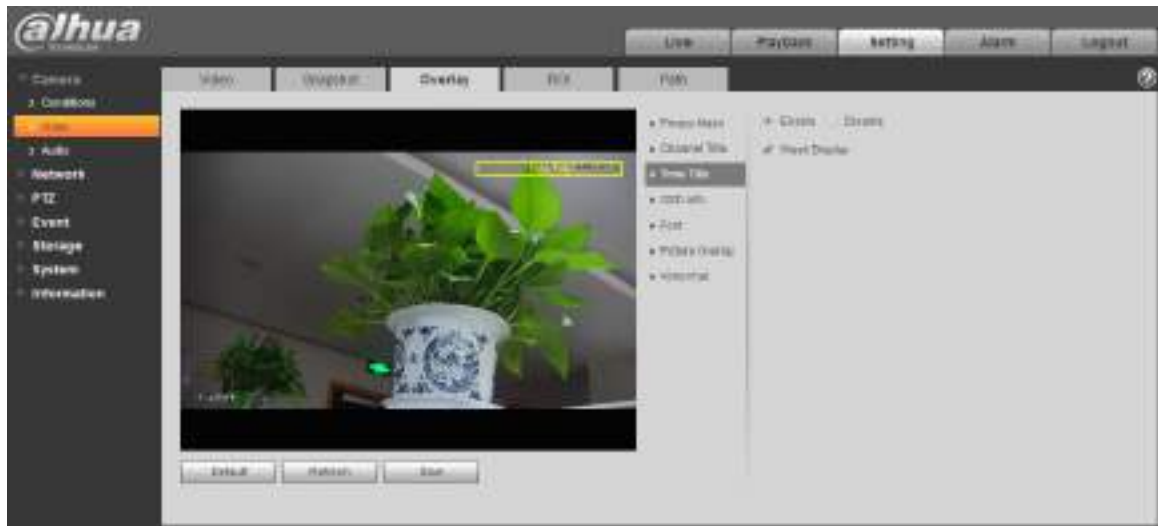 alhua
TECHNOLOGY
Live
Playback
Setting
Alarm
Logout
Camera
Conditions
Video
Audio
Network
PTZ
Event
Storage
System
Information
Video
Snapshot
Overlay
ROI
Path
Privacy Mask
Channel Title
Time Title
OSD Info
Font
Picture Overlay
Enable
Disable
Week Display
Default
Refresh
Save